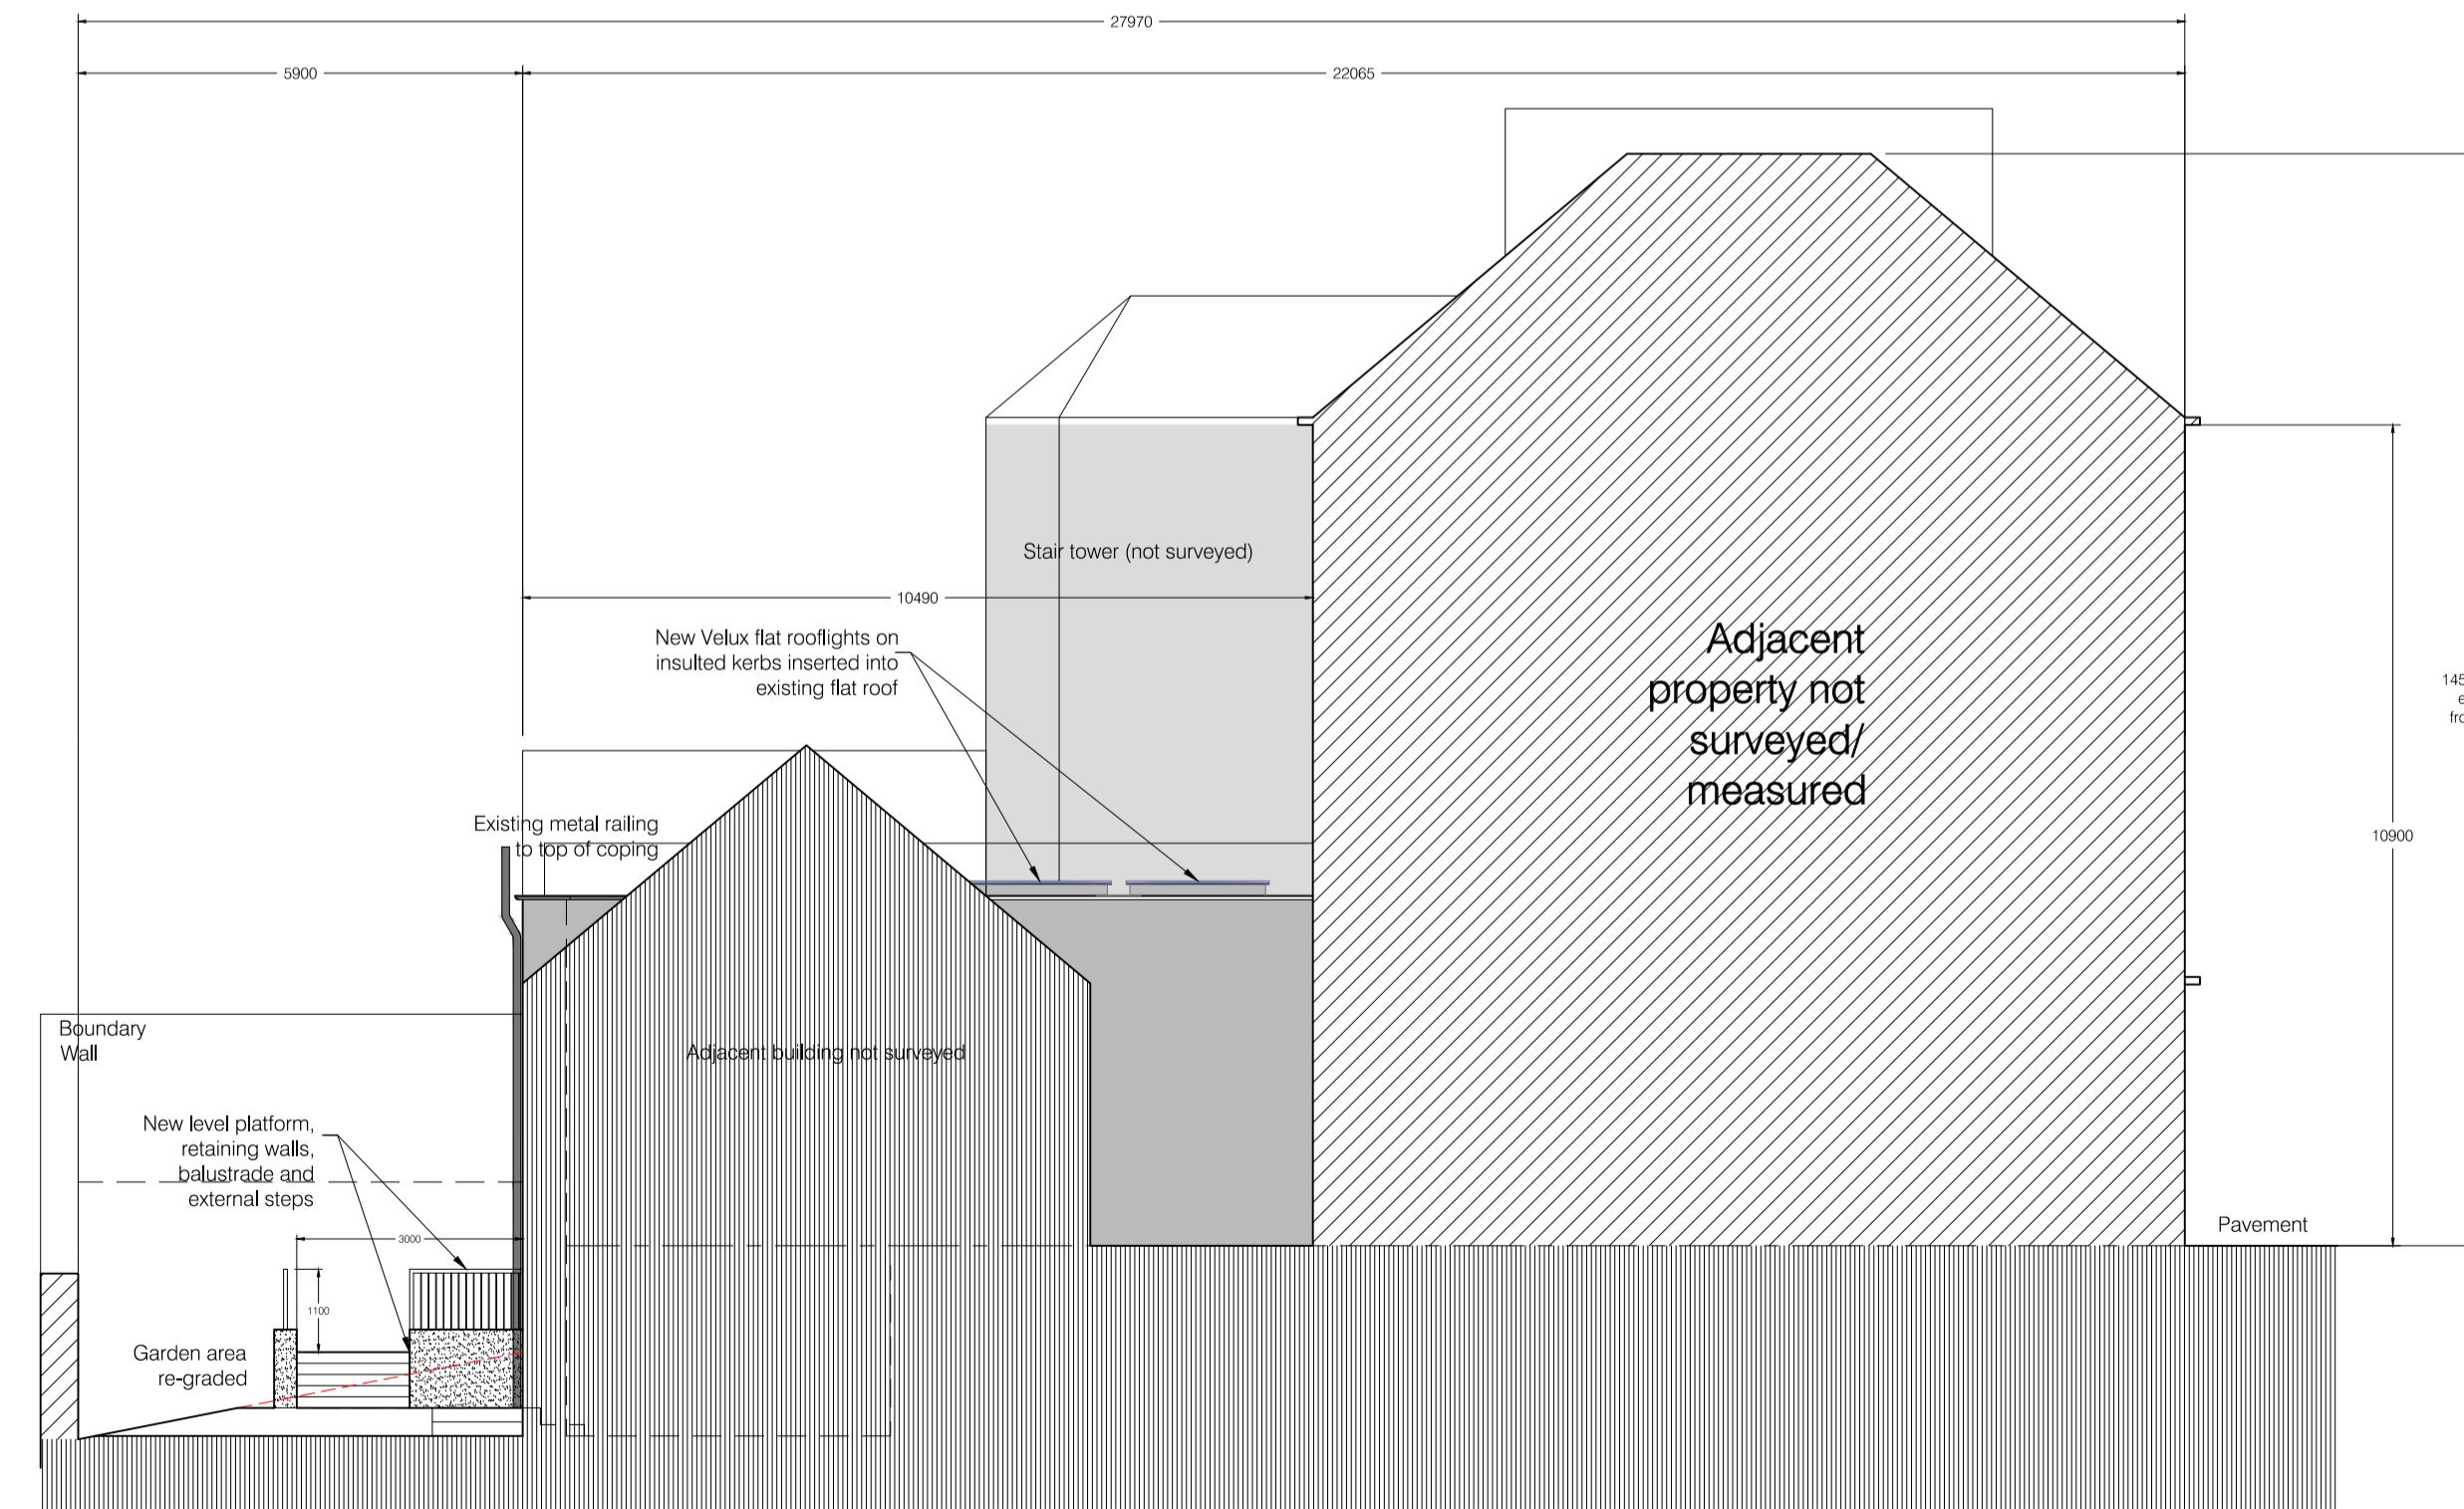 27970
5900
22065
Stair tower (not surveyed)
10490
New Velux flat rooflights on
insulted kerbs inserted into
existing flat roof
Adjacent
property not
surveyed/
measured
145
e
fro
Existing metal railing
to top of coping
10900
Boundary
Wall
Adjacent building not surveyed
New level platform,
retaining walls,
balustrade and
external steps
Pavement
3000
1100
Garden area
re-graded